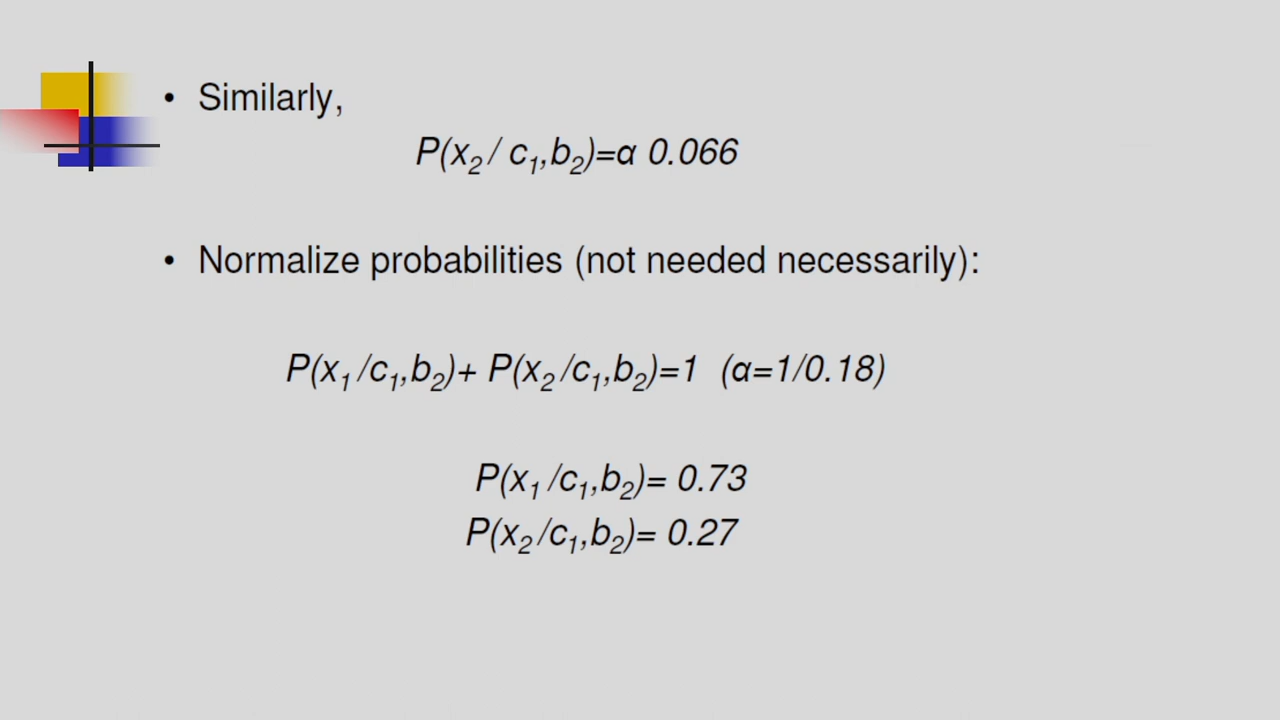 • Similarly,
P(x₂ / c₁,b₂)=α 0.066
• Normalize probabilities (not needed necessarily):
P(x₁ /c₁,b₂)+ P(x₂ /c₁,b₂)=1 (α=1/0.18)
P(x₁ /c₁,b₂)= 0.73
P(x₂ /c₁,b₂)= 0.27